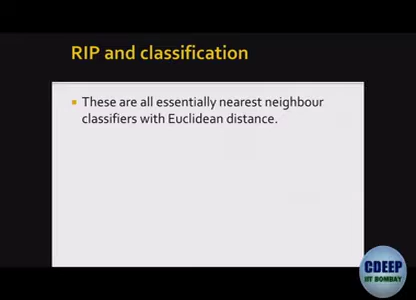 RIP and classification
These are all essentially nearest neighbour
classifiers with Euclidean distance.
CDEEP
IIT BOMBAY